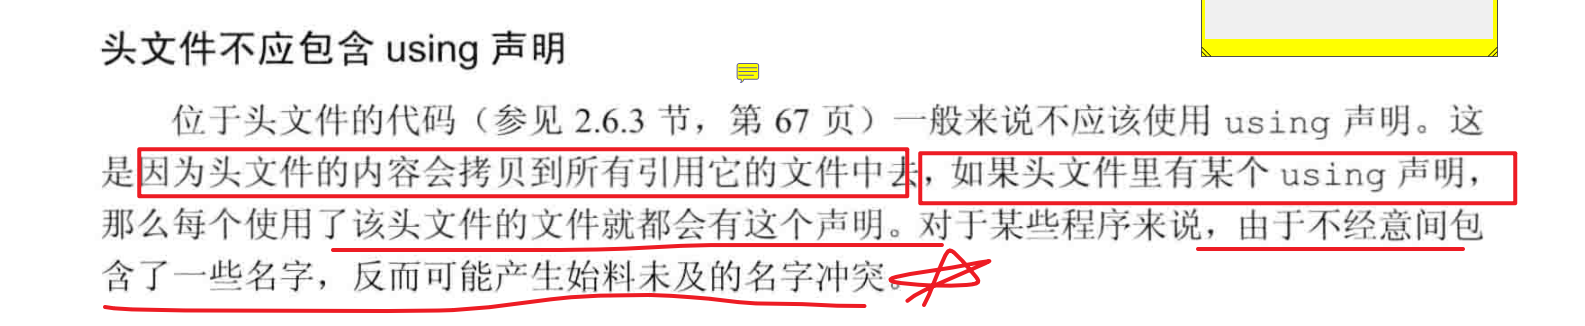 头文件不应包含 using 声明
位于头文件的代码（参见 2.6.3 节，第 67 页）一般来说不应该使用 using 声明。这
是因为头文件的内容会拷贝到所有引用它的文件中去，如果头文件里有某个 using 声明，
那么每个使用了该头文件的文件就都会有这个声明。对于某些程序来说，由于不经意间包
含了一些名字，反而可能产生始料未及的名字冲突。